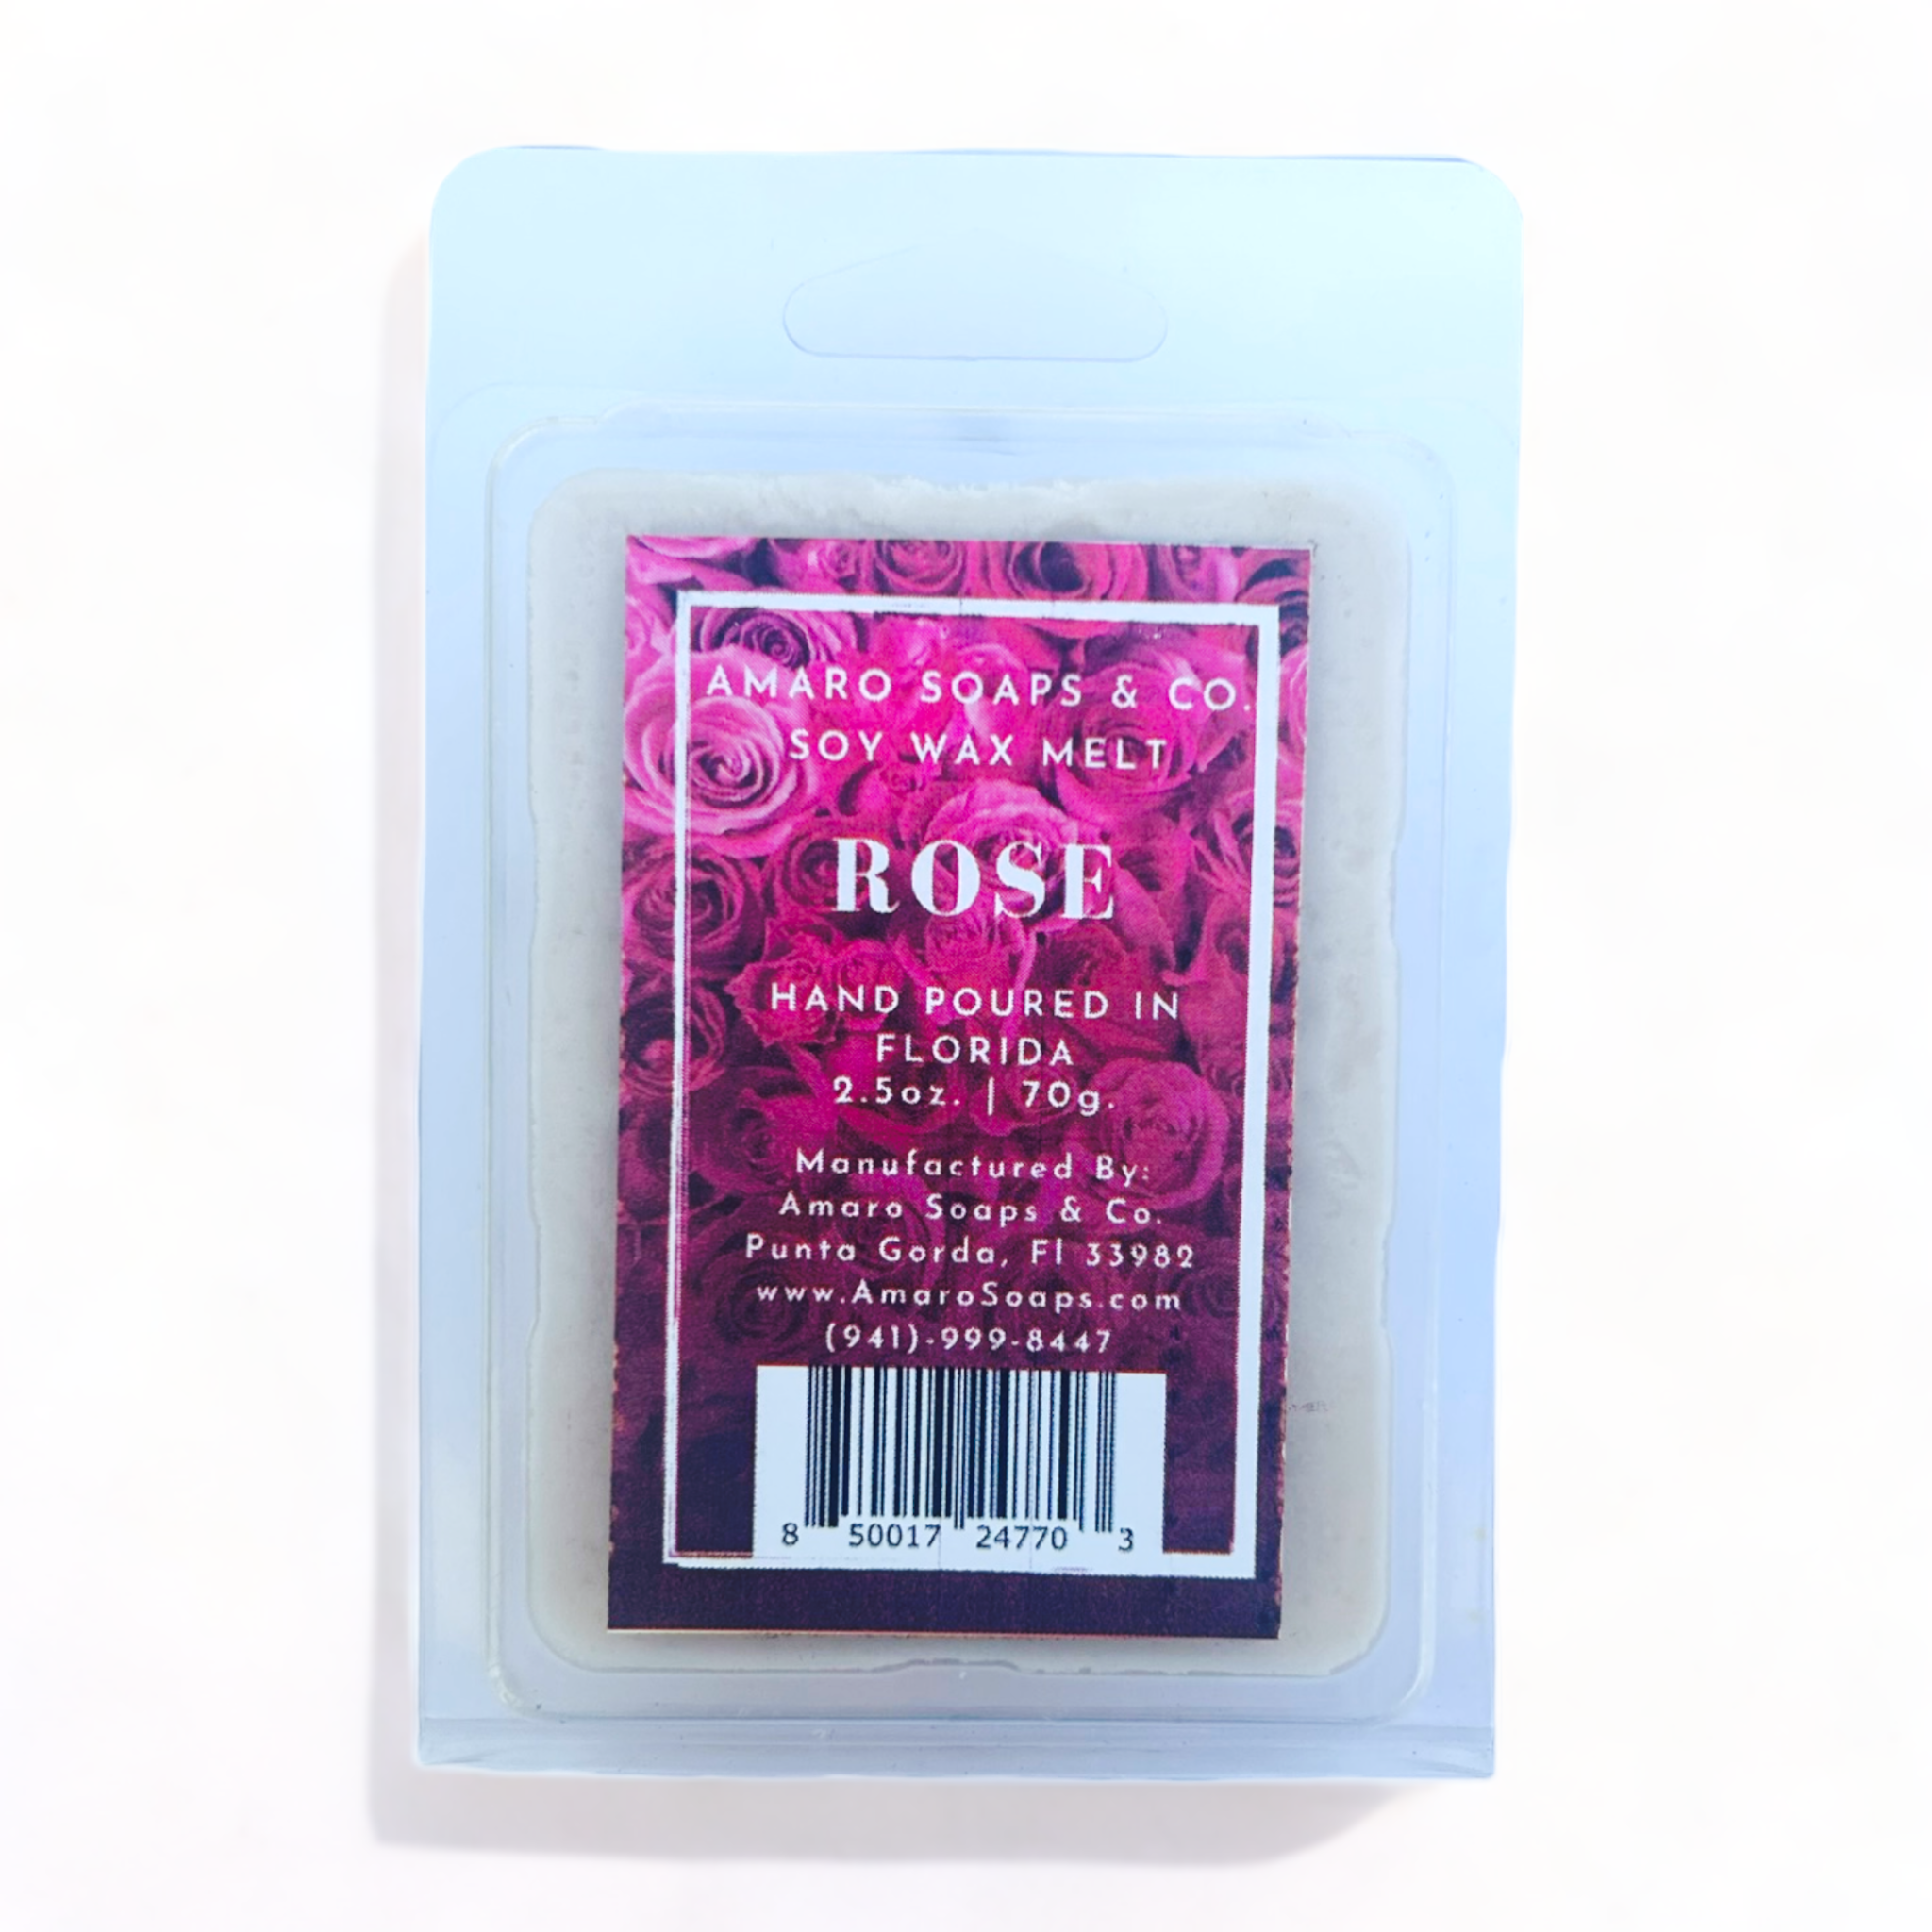 AMARO SOAPS & CO.
SOY WAX MELT
ROSE
HAND POURED IN
FLORIDA
2.5oz. | 70g.
Manufactured By:
Amaro Soaps & Co.
Punta Gorda, Fl 33982
www.AmaroSoaps.com
(941)-999-8447
8 50017 24770 3